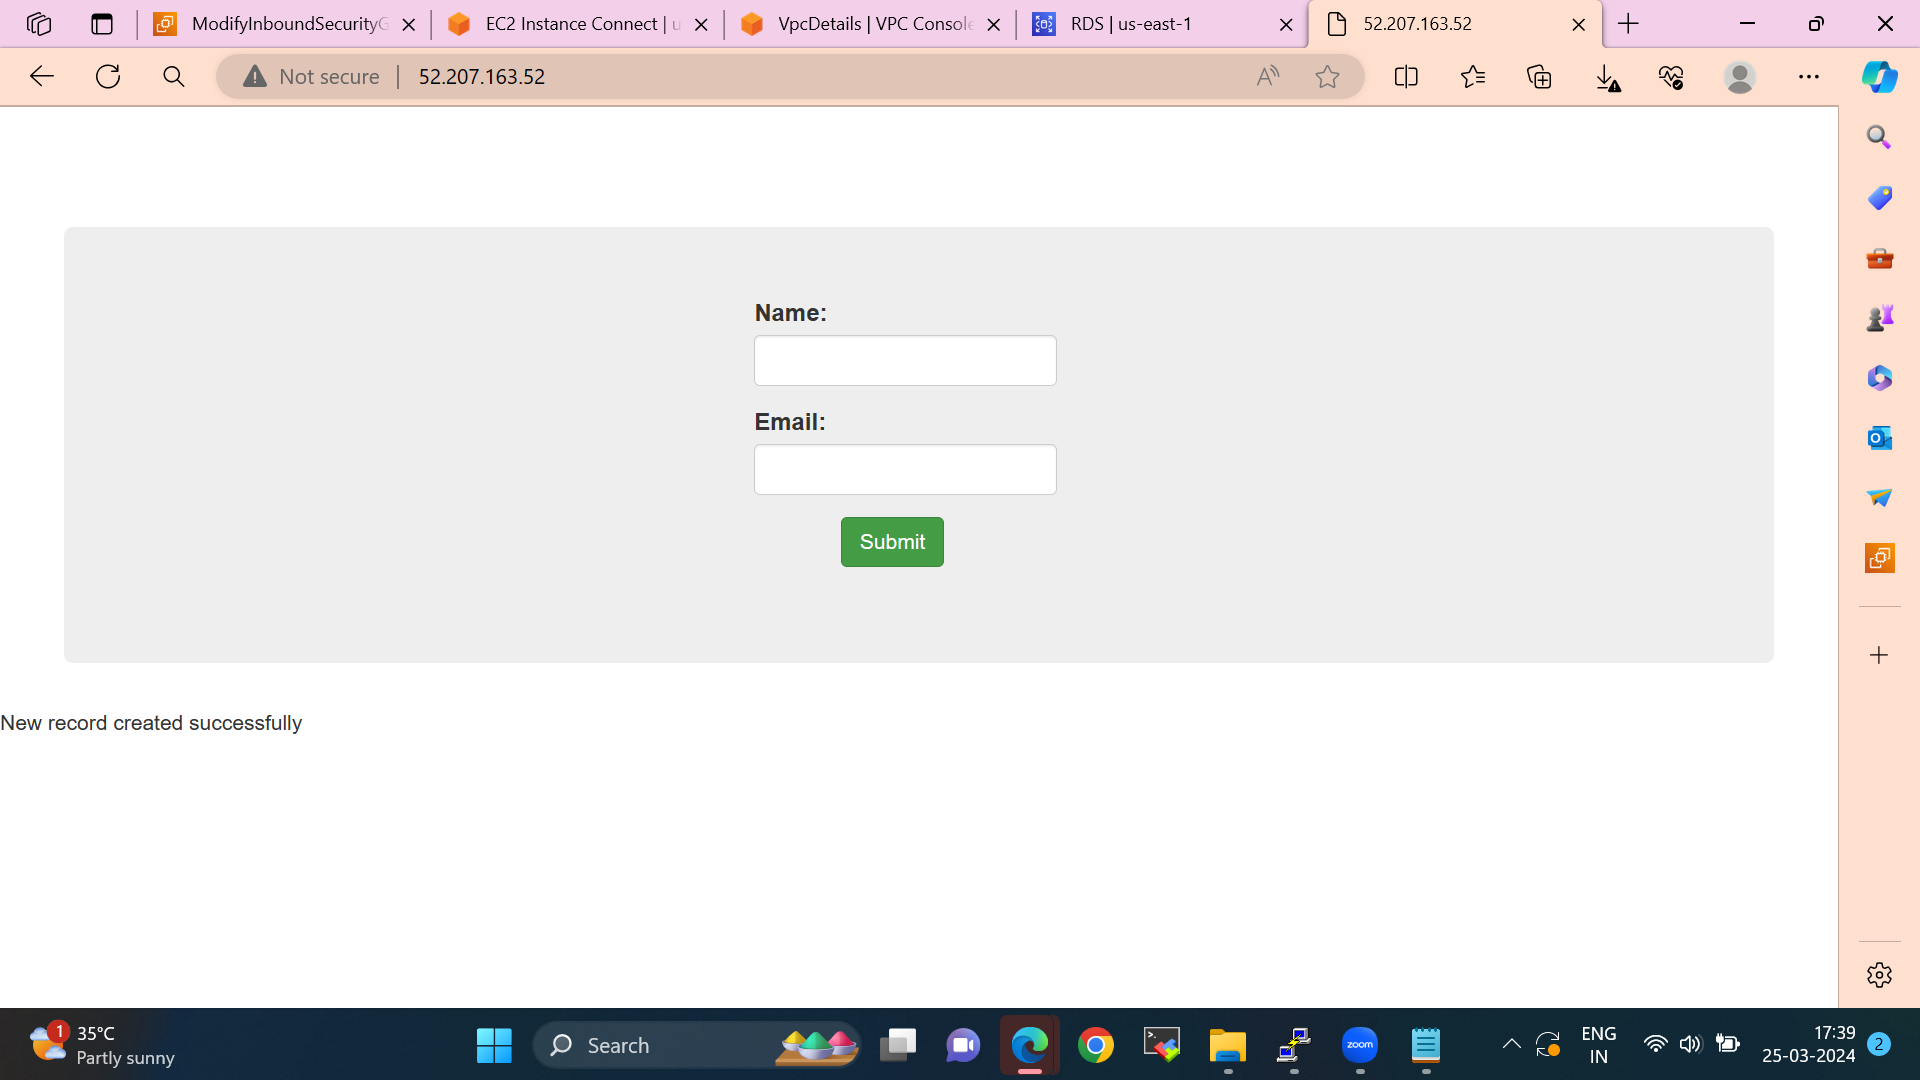 ModifyInboundSecurityG
EC2 Instance Connect | u
VpcDetails | VPC Console
RDS | us-east-1
52.207.163.52
Not secure
52.207.163.52
Name:
Email:
Submit
New record created successfully
1
35°C
Partly sunny
Search
zoom
ENG
IN
17:39
25-03-2024
2